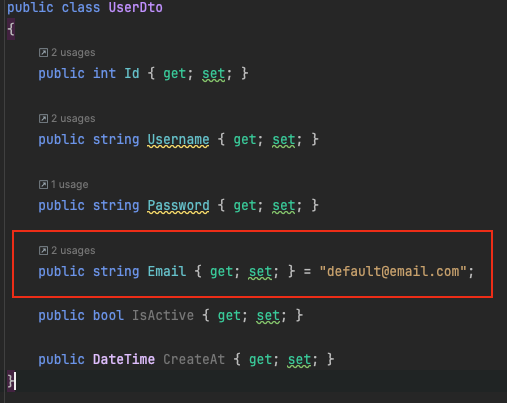 public class UserDto
{
2 usages
public int Id { get; set; }
2 usages
public string Username { get; set; }
1 usage
public string Password { get; set; }
2 usages
public string Email { get; set; } = "default@email.com";
public bool IsActive { get; set; }
public DateTime CreateAt { get; set; }
}